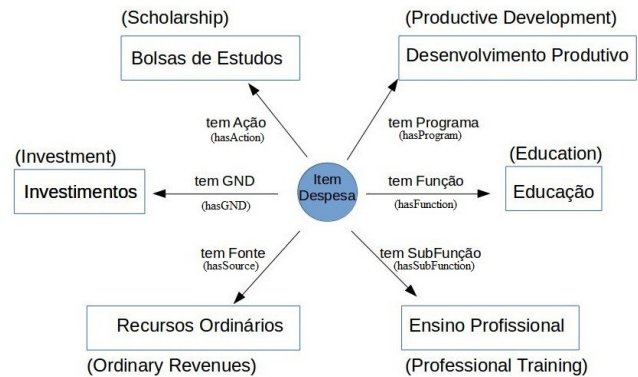 (Scholarship)
(Productive Development)
Bolsas de Estudos
Desenvolvimento Produtivo
tem Ação
(hasAction)
tem Programa
(hasProgram)
(Investment)
(Education)
Investimentos
tem GND
(hasGND)
Item
Despesa
tem Função
(hasFunction)
Educação
tem Fonte
(hasSource)
tem SubFunção
(hasSubFunction)
Recursos Ordinários
Ensino Profissional
(Ordinary Revenues)
(Professional Training)